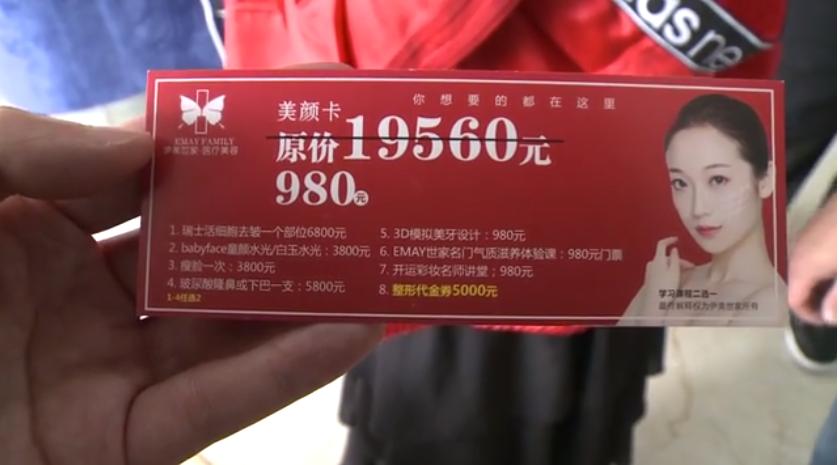 das ne
你想要的都在这里
美颜卡
原价19560元
980元
EMAY FAMILY
伊美世家·医疗美容
1. 瑞士活细胞去皱一个部位6800元
2. babyface童颜水光/白玉水光：3800元
3. 瘦脸一次：3800元
4. 玻尿酸隆鼻或下巴一支：5800元
1-4任选2
5. 3D模拟美牙设计：980元
6. EMAY世家名门气质滋养体验课：980元门票
7. 开运彩妆名师讲堂；980元
8. 整形代金券5000元
学习课程二选一
最终解释权为伊美世家所有